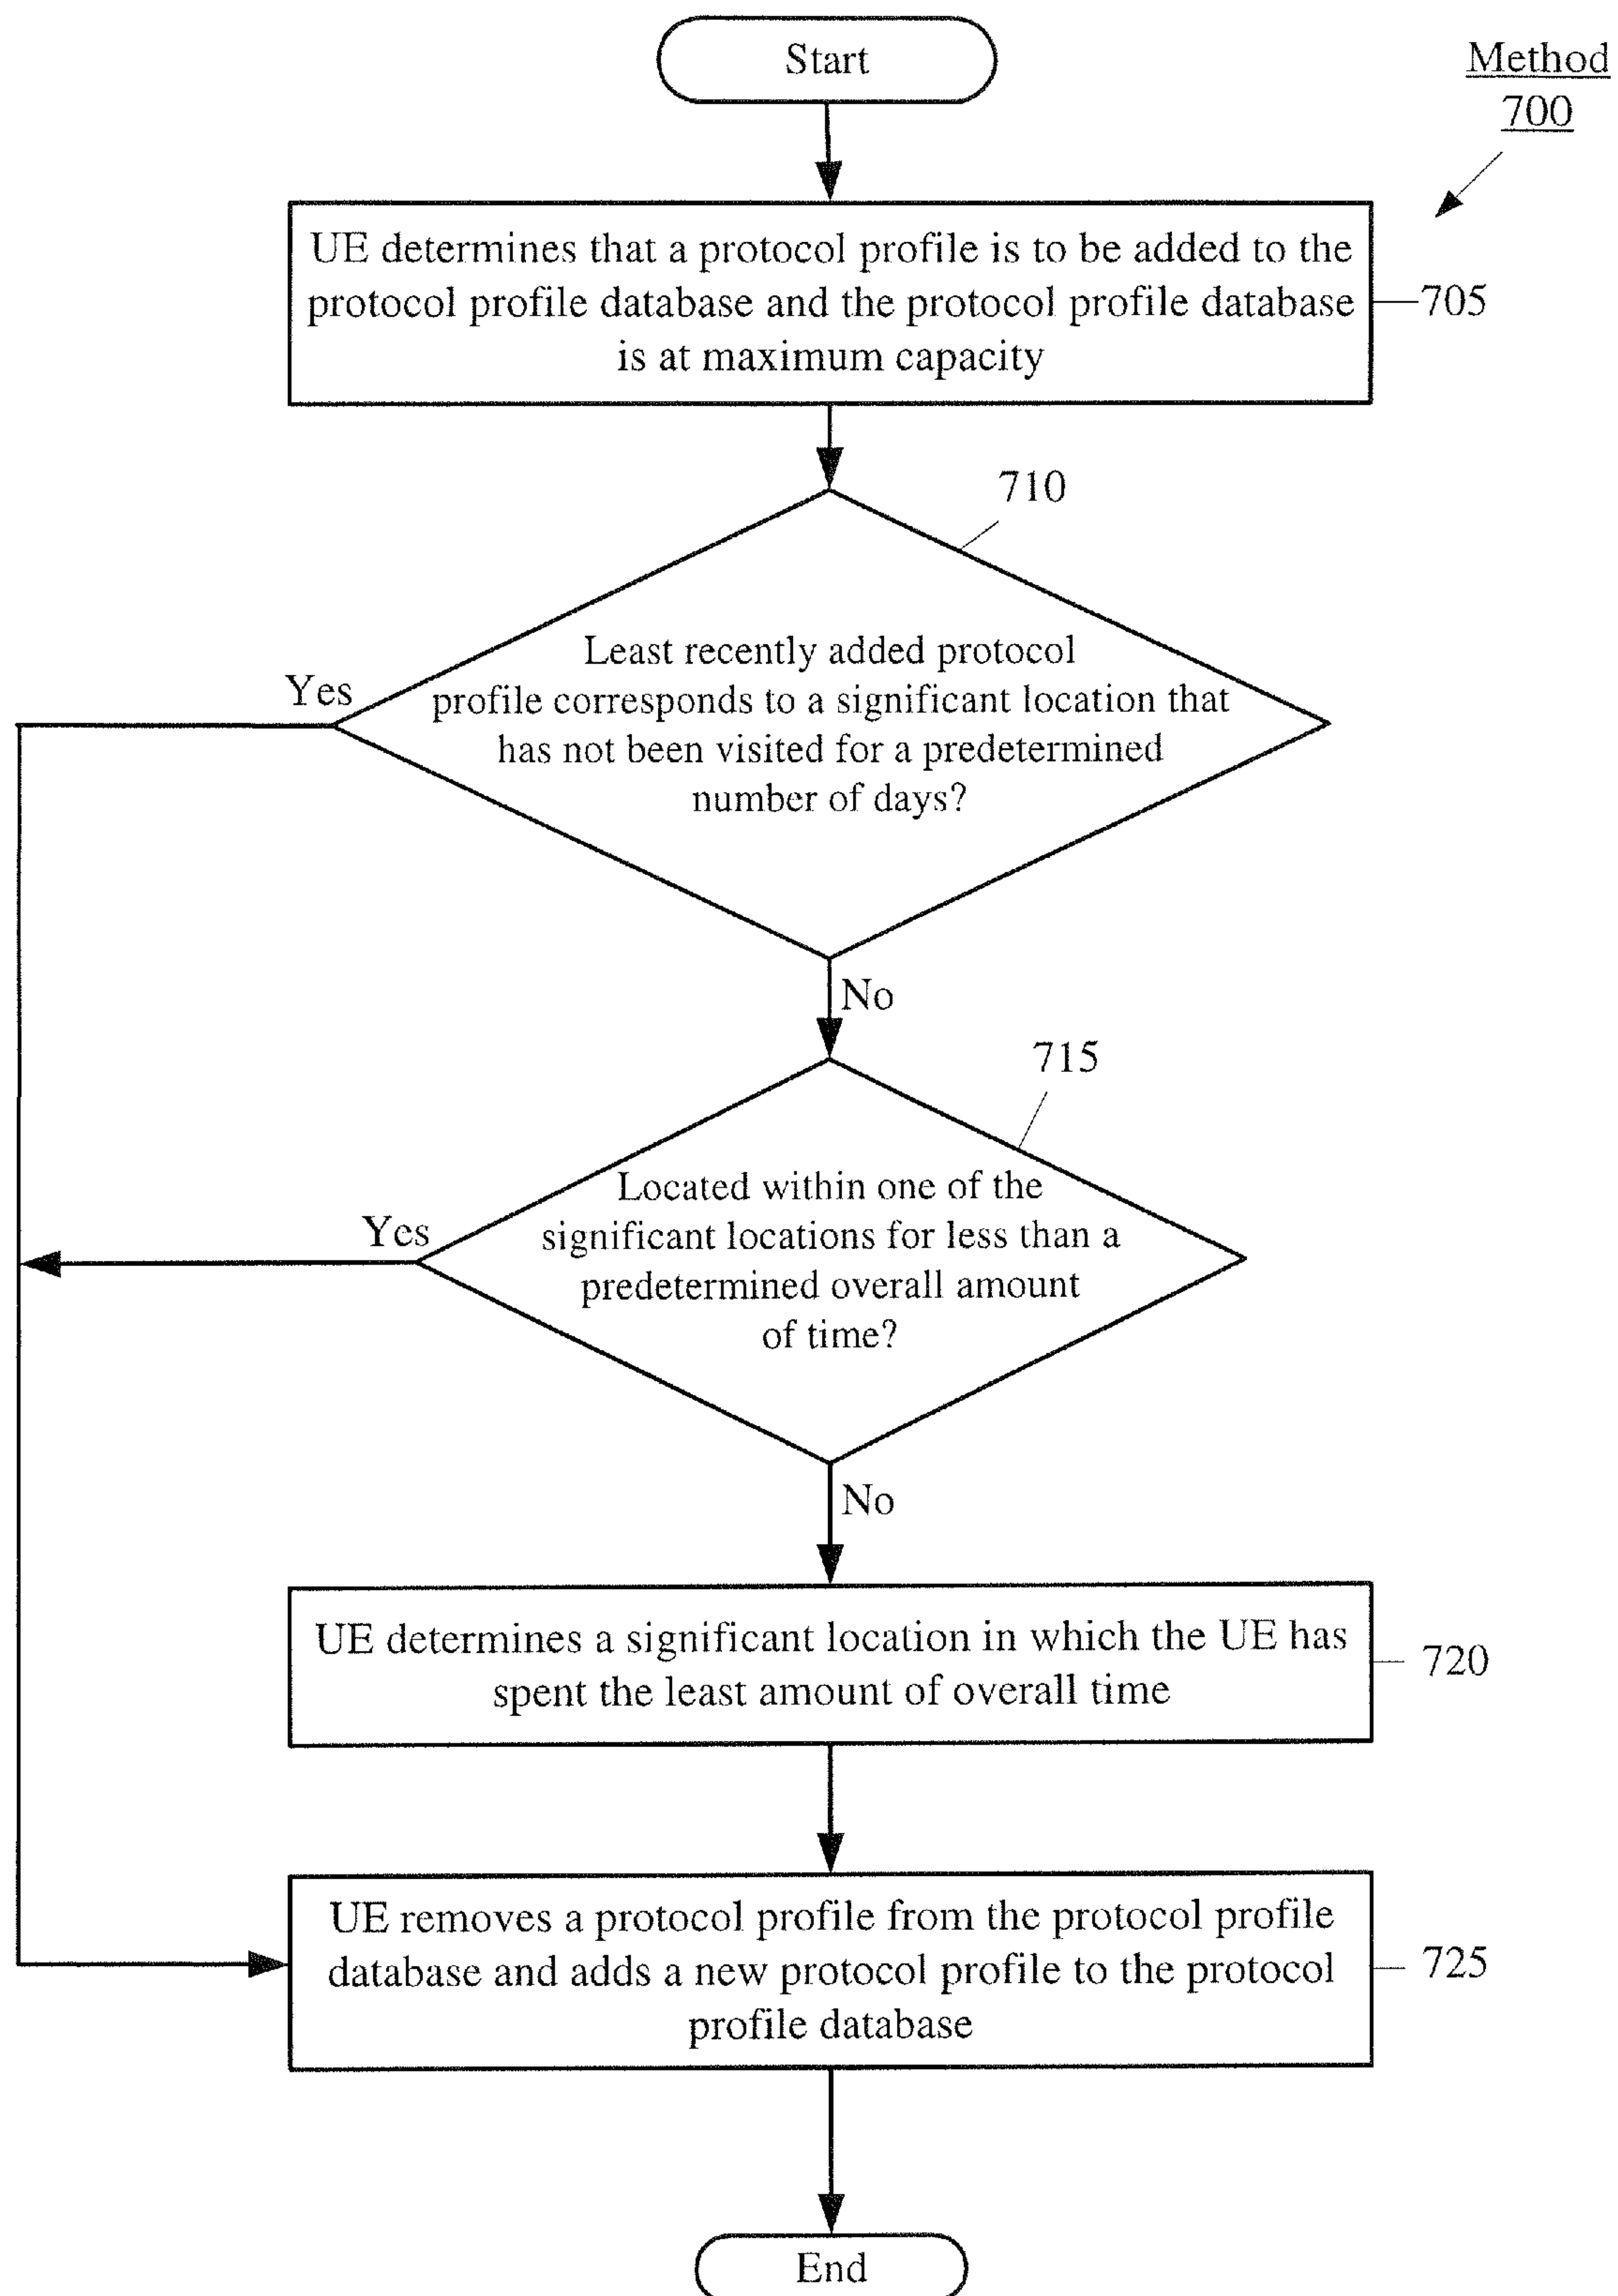 Start
Method
700
UE determines that a protocol profile is to be added to the
protocol profile database and the protocol profile database
is at maximum capacity
705
710
Least recently added protocol
profile corresponds to a significant location that
has not been visited for a predetermined
number of days?
Yes
No
715
Located within one of the
significant locations for less than a
predetermined overall amount
of time?
Yes
No
UE determines a significant location in which the UE has
spent the least amount of overall time
720
UE removes a protocol profile from the protocol profile
database and adds a new protocol profile to the protocol
profile database
725
End